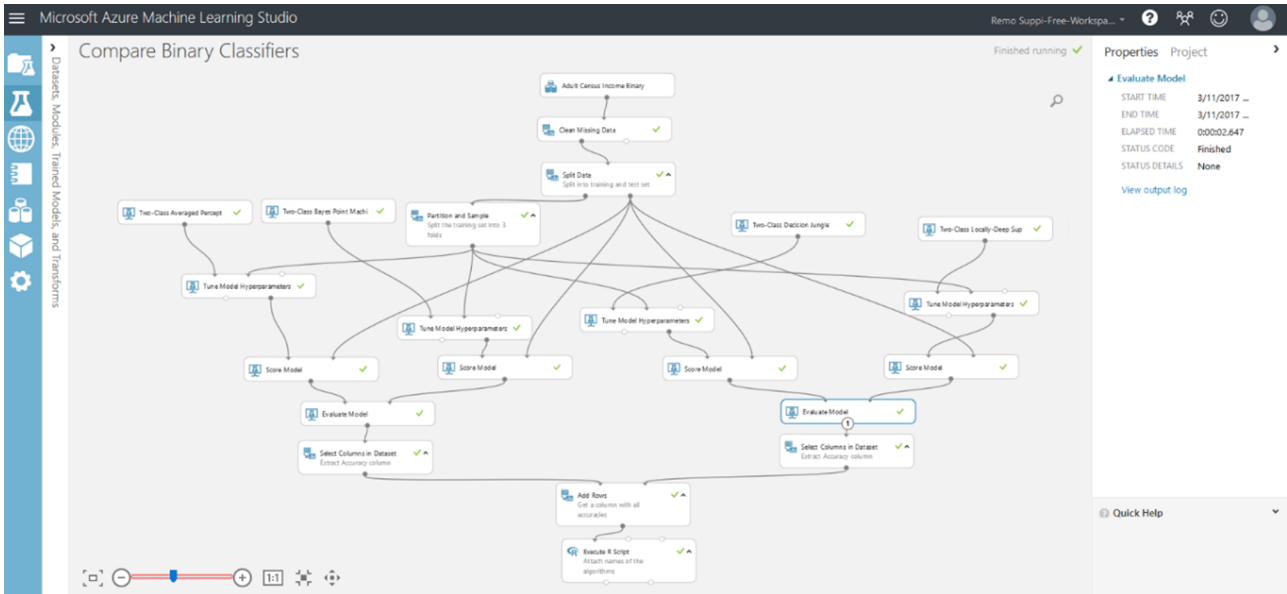 Microsoft Azure Machine Learning Studio
Remo Suppi-Free-Workspa...
Datasets, Modules, Trained Models, and Transforms
Compare Binary Classifiers
Finished running
Adult Census Income Binary
Clean Missing Data
Split Data
Split into training and test set
Two-Class Averaged Percept
Two-Class Bayes Point Machi
Partition and Sample
Split the training set into 3
folds
Two-Class Decision Jungle
Two-Class Locally-Deep Sup
Tune Model Hyperparameters
Tune Model Hyperparameters
Tune Model Hyperparameters
Tune Model Hyperparameters
Score Model
Score Model
Score Model
Score Model
Evaluate Model
Evaluate Model
1
Select Columns in Dataset
Extract Accuracy column
Select Columns in Dataset
Extract Accuracy column
Add Rows
Get a column with all
accuracies
Execute R Script
Attach names of the
algorithms
1:1
Properties Project
Evaluate Model
START TIME 3/11/2017 ...
END TIME 3/11/2017 ...
ELAPSED TIME 0:00:02.647
STATUS CODE Finished
STATUS DETAILS None
View output log
Quick Help